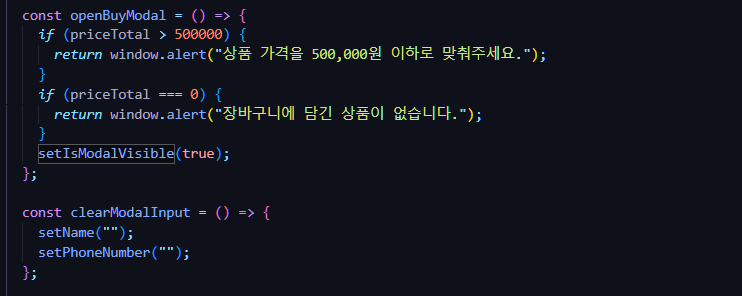 const openBuyModal = () => {
if (priceTotal > 500000) {
return window.alert("상품 가격을 500,000원 이하로 맞춰주세요.");
}
if (priceTotal === 0) {
return window.alert("장바구니에 담긴 상품이 없습니다.");
}
setIsModalVisible(true);
};
const clearModalInput = () => {
setName("");
setPhoneNumber("");
};